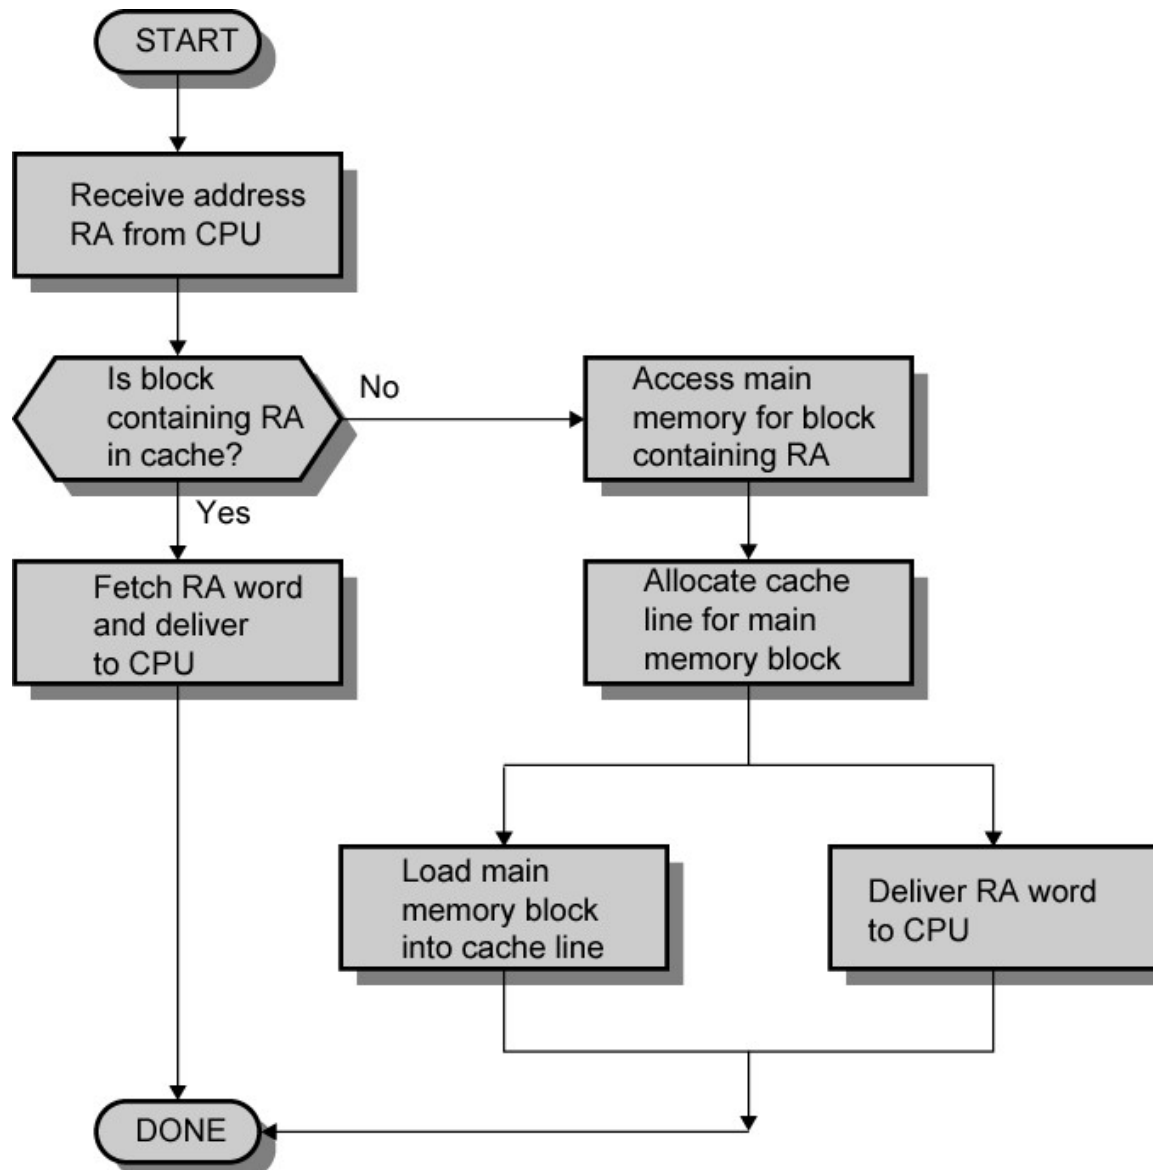 START
Receive address
RA from CPU
Is block
containing RA
in cache?
No
Access main
memory for block
containing RA
Yes
Fetch RA word
and deliver
to CPU
Allocate cache
line for main
memory block
Load main
memory block
into cache line
Deliver RA word
to CPU
DONE